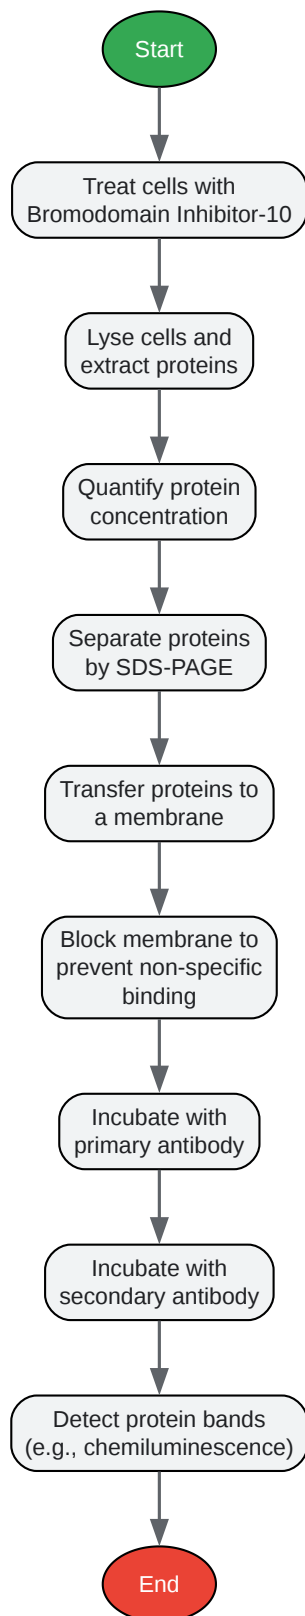 Start
Treat cells with
Bromodomain Inhibitor-10
Lyse cells and
extract proteins
Quantify protein
concentration
Separate proteins
by SDS-PAGE
Transfer proteins to
a membrane
Block membrane to
prevent non-specific
binding
Incubate with
primary antibody
Incubate with
secondary antibody
Detect protein bands
(e.g., chemiluminescence)
End